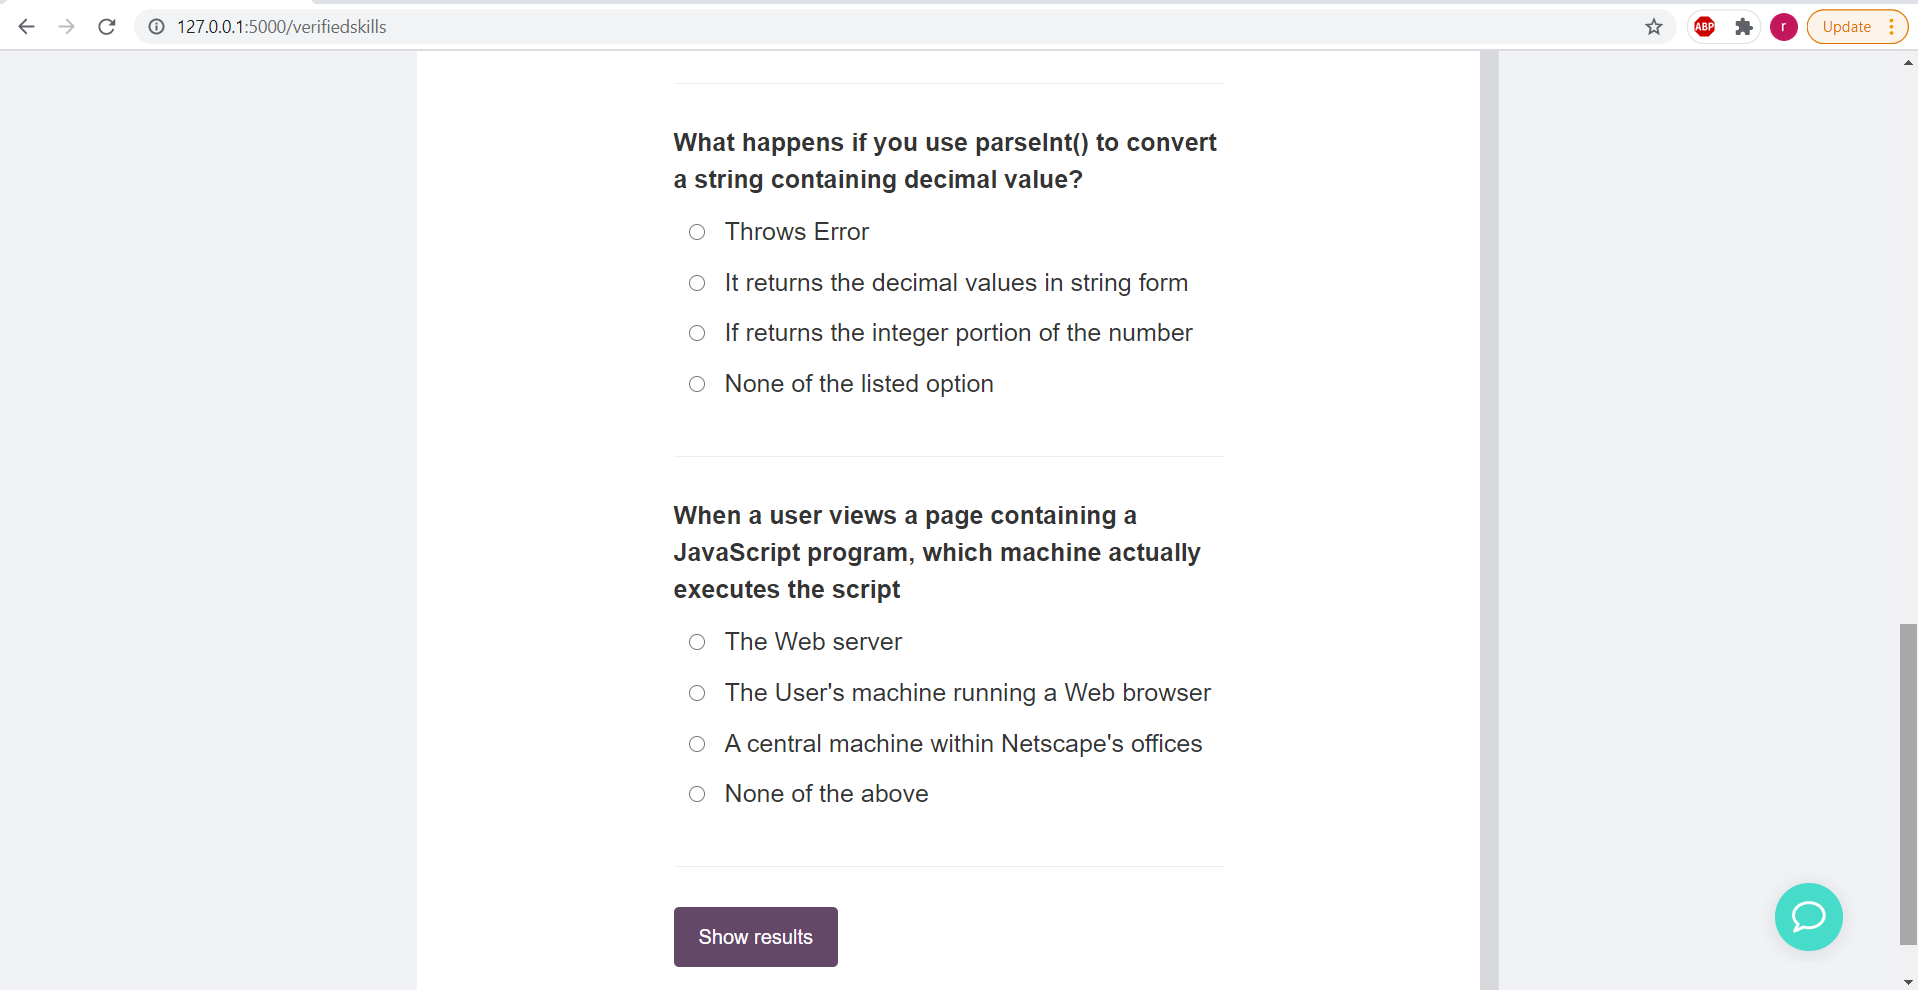 127.0.0.1:5000/verifiedskills
ABP
r
Update
What happens if you use parseInt() to convert
a string containing decimal value?
Throws Error
It returns the decimal values in string form
If returns the integer portion of the number
None of the listed option
When a user views a page containing a
JavaScript program, which machine actually
executes the script
The Web server
The User's machine running a Web browser
A central machine within Netscape's offices
None of the above
Show results